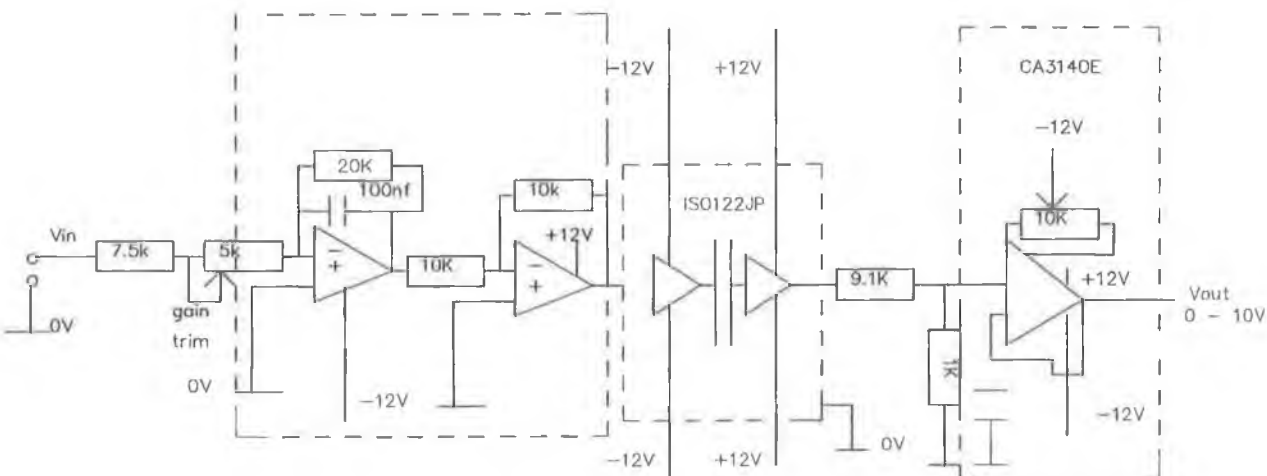 -12V
+12V
CA3140E
-12V
20K
100nf
10k
ISO122JP
10K
Vin
7.5k
5k
+12V
10K
9.1K
+12V
Vout
0 - 10V
gain
trim
0V
0V
1K
-12V
-12V
0V
-12V
+12V